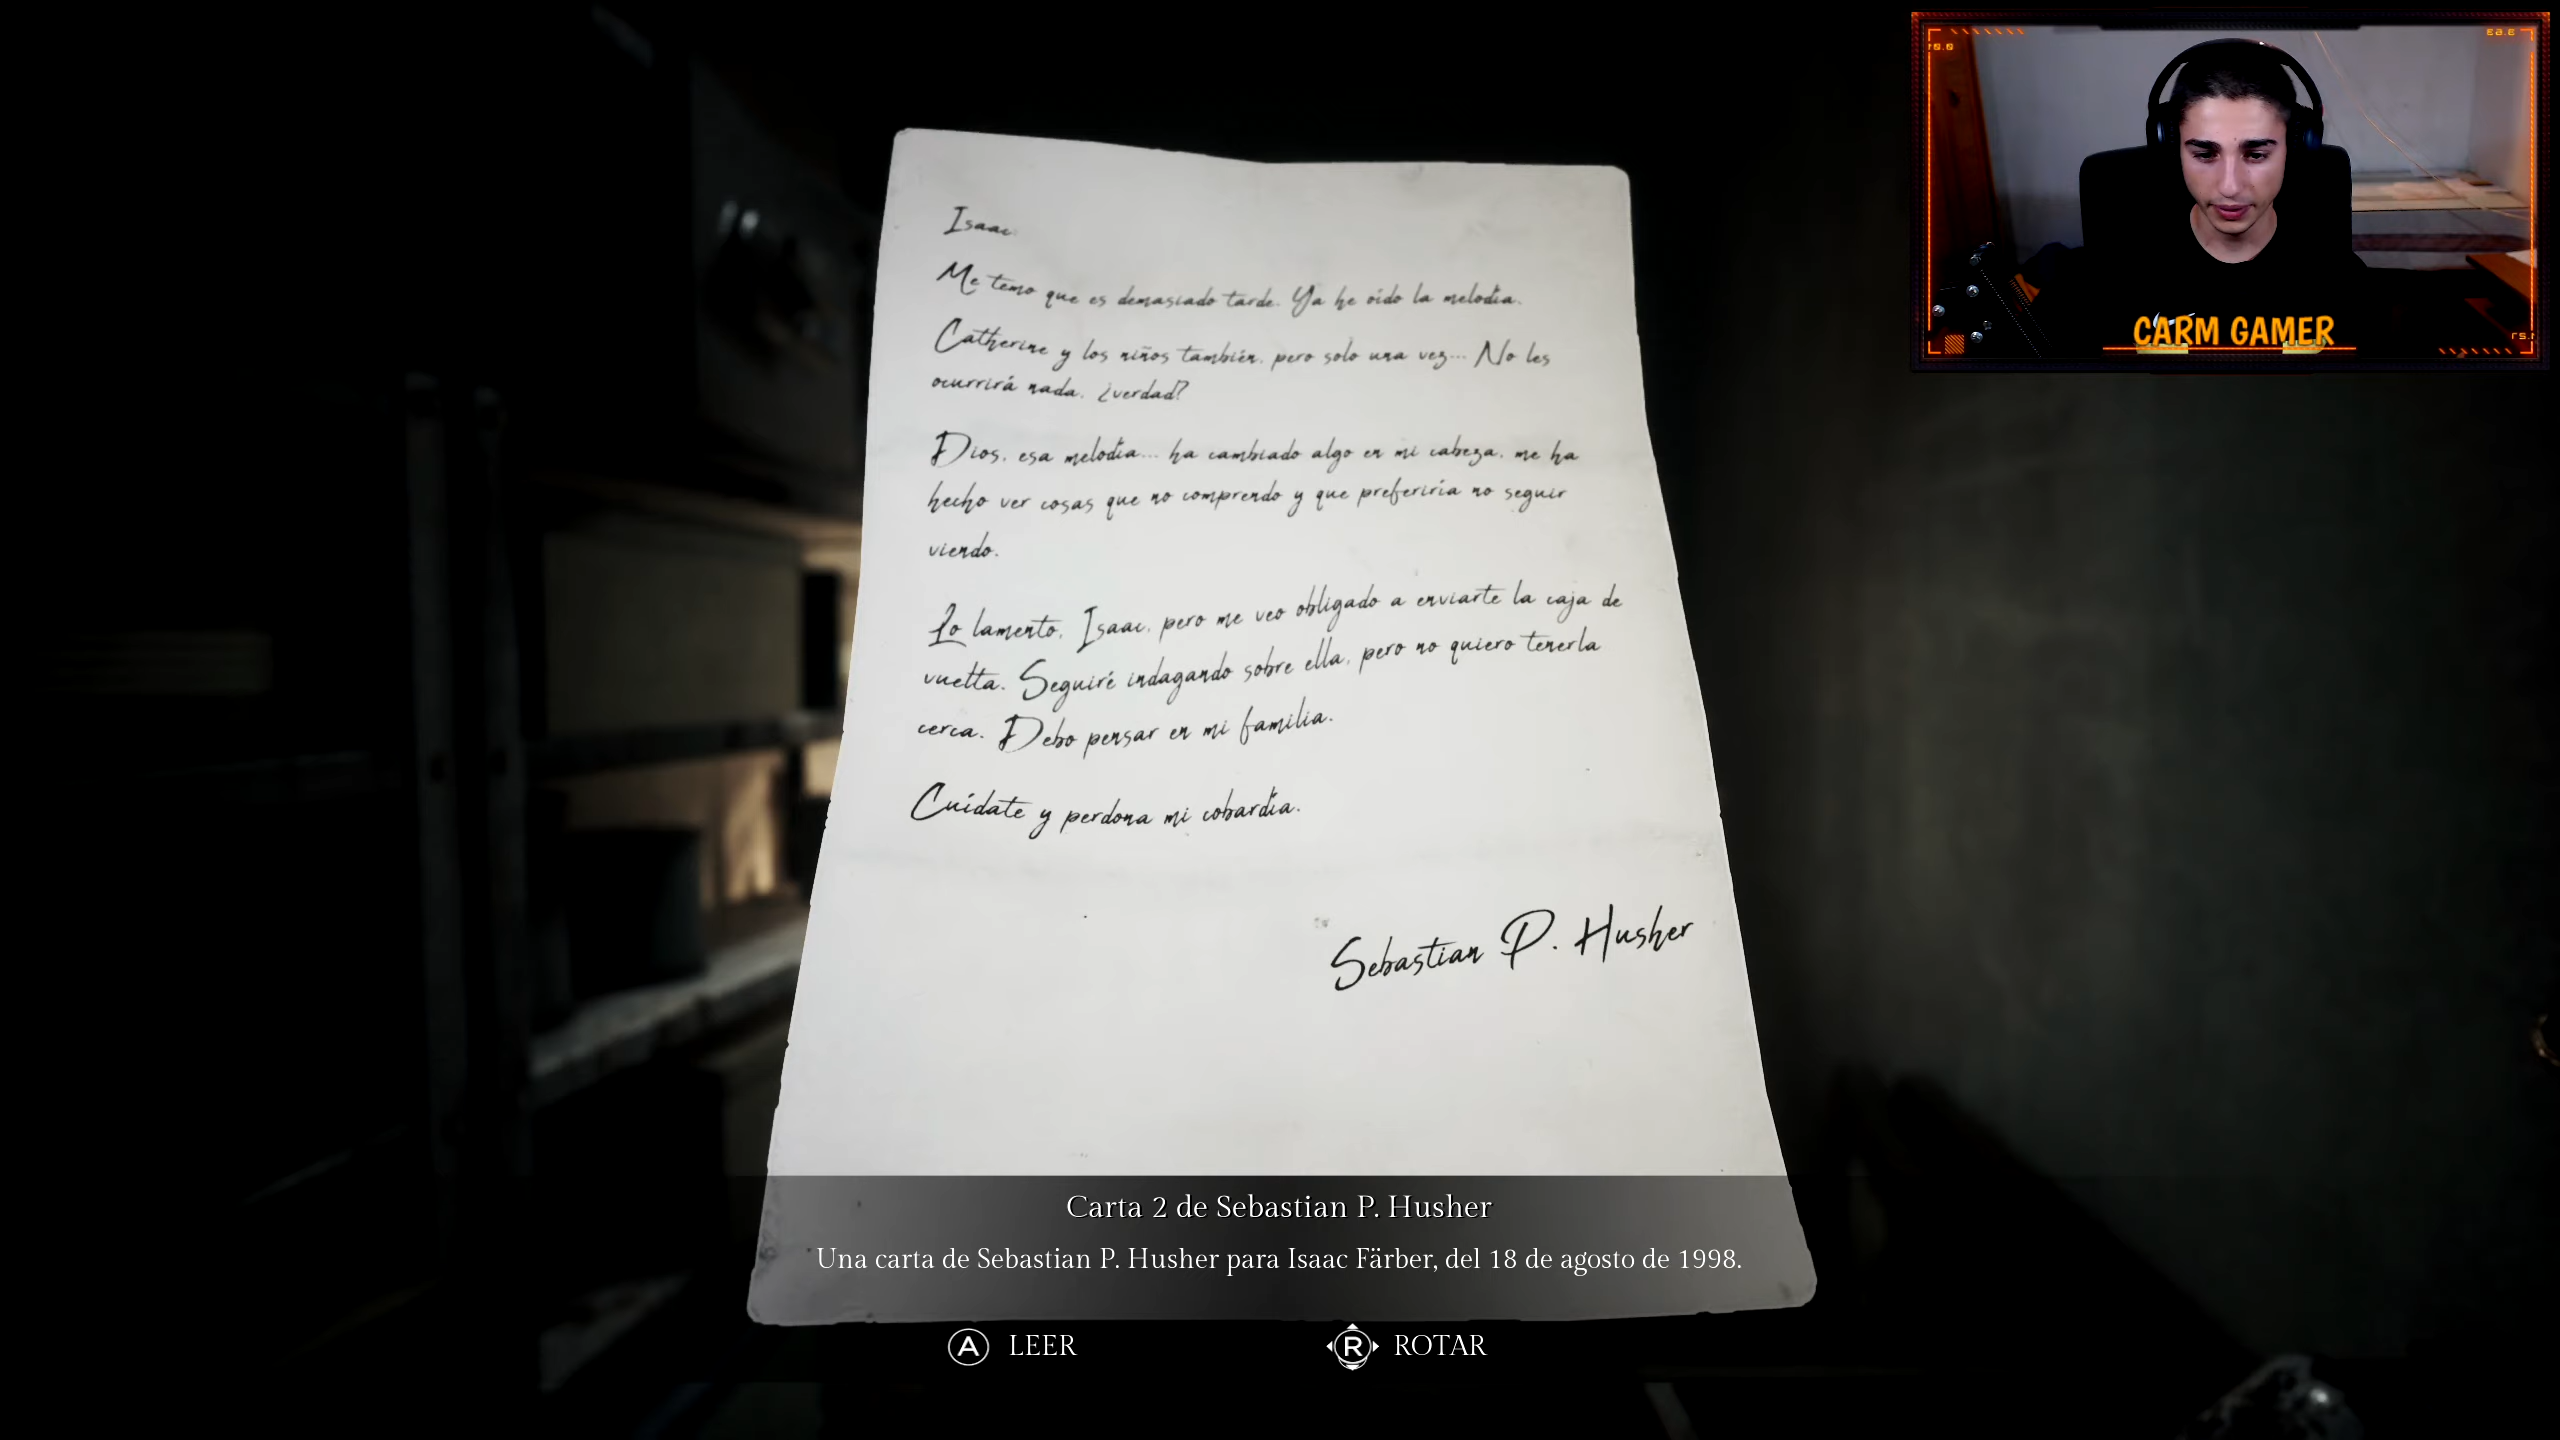 Isaac
Me temo que es demasiado tarde. Ya he oído la melodía.
Catherine y los niños también, pero solo una vez... No les
ocurrirá nada, ¿verdad?
Dios, esa melodía... ha cambiado algo en mi cabeza, me ha
hecho ver cosas que no comprendo y que preferiría no seguir
viendo.
Lo lamento, Isaac, pero me veo obligado a enviarte la caja de
vuelta. Seguiré indagando sobre ella, pero no quiero tenerla
cerca. Debo pensar en mi familia.
Cuídate y perdona mi cobardía.
Sebastian P. Husher
Carta 2 de Sebastian P. Husher
Una carta de Sebastian P. Husher para Isaac Färber, del 18 de agosto de 1998.
A LEER
R ROTAR
CARM GAMER